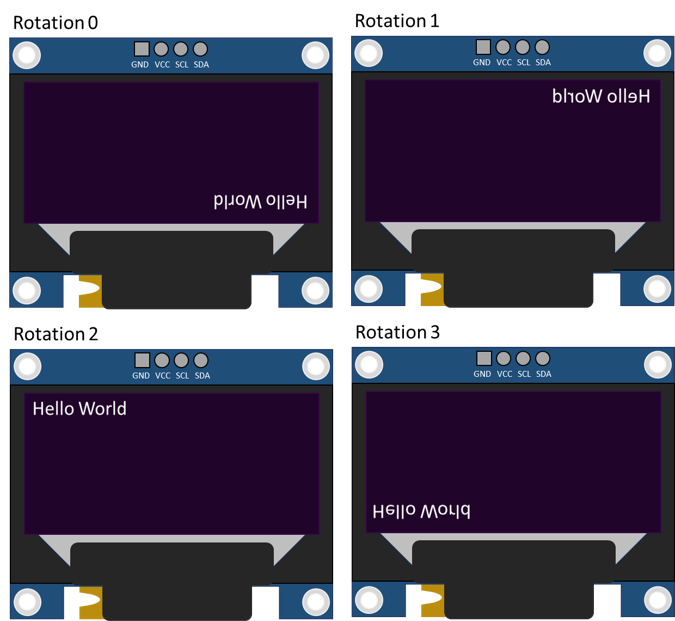 Rotation 0
GND VCC SCL SDA
Hello World
Rotation 1
GND VCC SCL SDA
Hello World
Rotation 2
GND VCC SCL SDA
Hello World
Rotation 3
GND VCC SCL SDA
Hello World